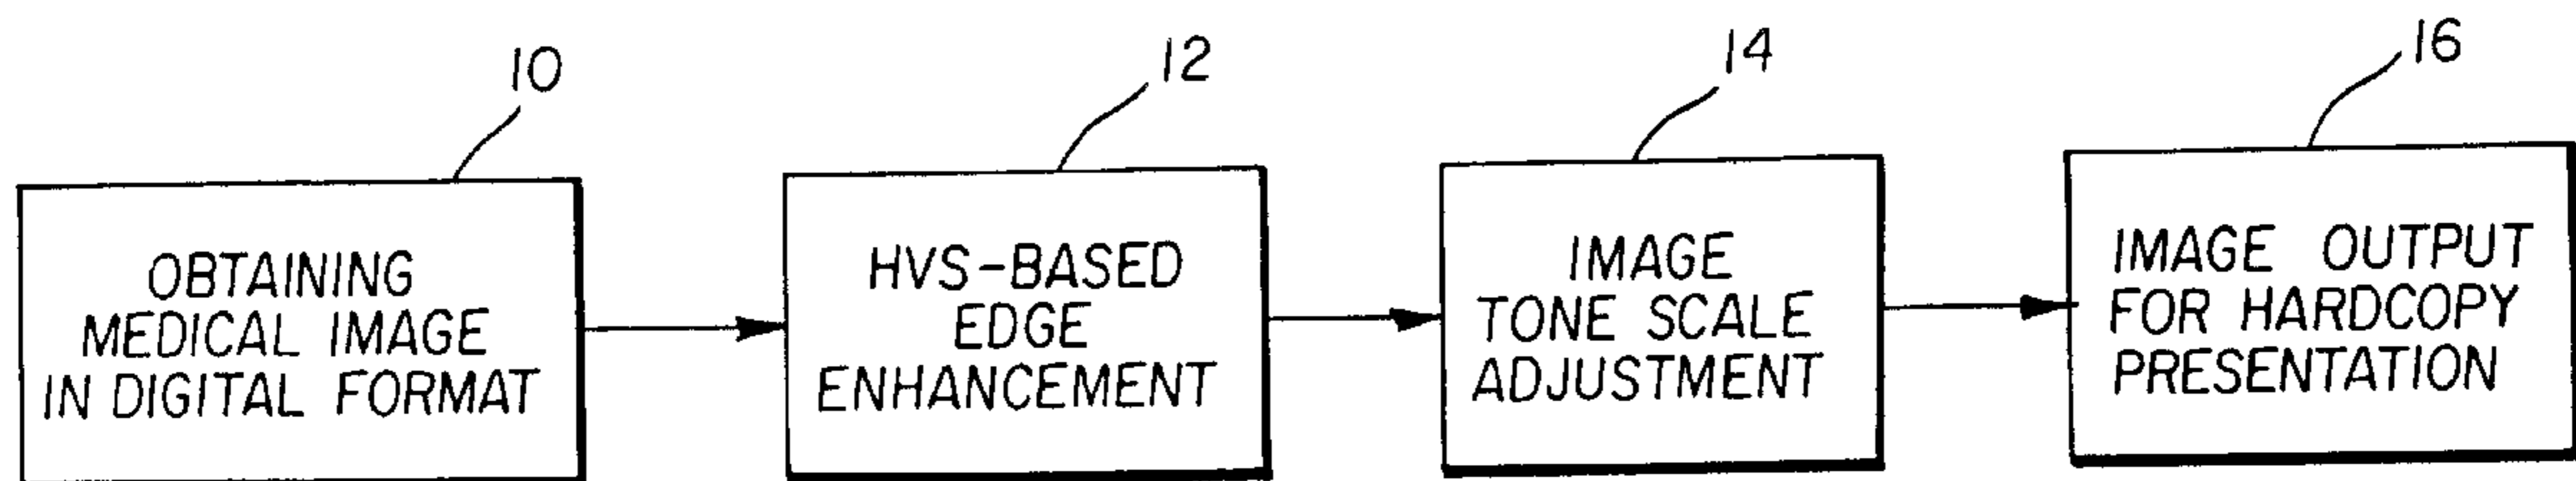 10
12
14
16
OBTAINING
MEDICAL IMAGE
IN DIGITAL FORMAT
HVS-BASED
EDGE
ENHANCEMENT
IMAGE
TONE SCALE
ADJUSTMENT
IMAGE OUTPUT
FOR HARDCOPY
PRESENTATION